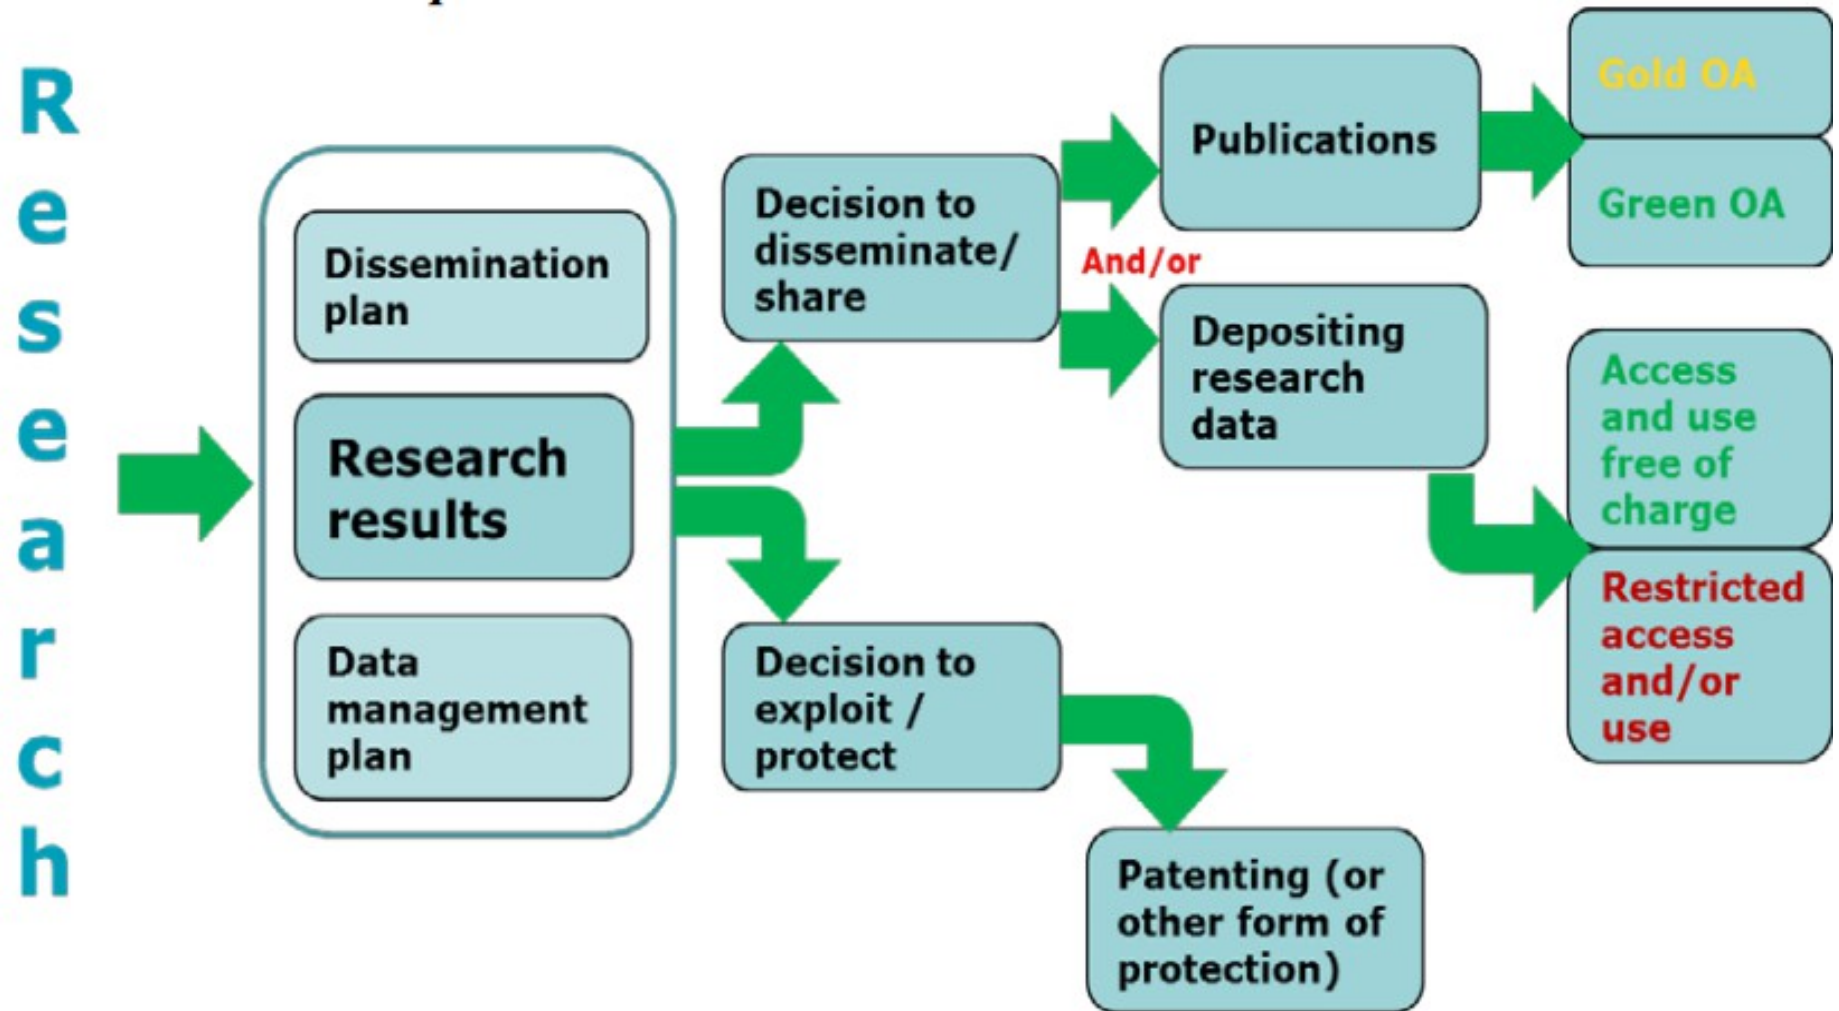 Research
Dissemination
plan
Research
results
Data
management
plan
Decision to
disseminate/
share
And/or
Decision to
exploit /
protect
Publications
Depositing
research
data
Patenting (or
other form of
protection)
Gold OA
Green OA
Access
and use
free of
charge
Restricted
access
and/or
use